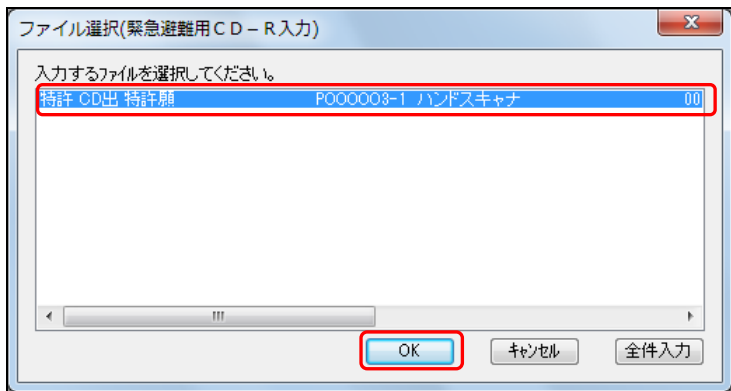 ファイル選択(緊急避難用ＣＤ－Ｒ入力)
入力するﾌｧｲﾙを選択してください。
特許 CD出 特許願 P000003-1 ハンドスキャナ 00
OK ｷｬﾝｾﾙ 全件入力